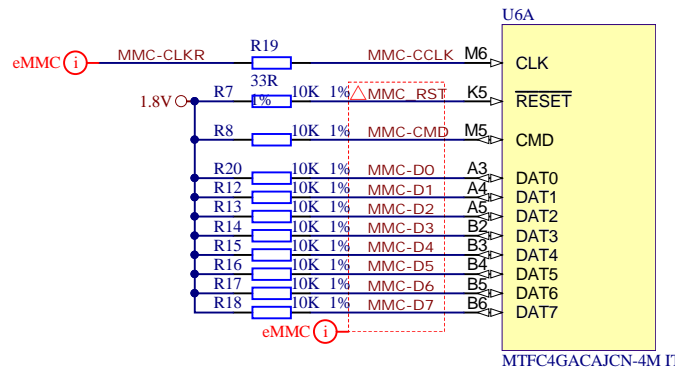 U6A
R19
MMC-CLKR
MMC-CCLK
M6
eMMC i
CLK
33R
1%
R7
10K 1%
MMC_RST
K5
1.8V
RESET
R8
10K 1%
MMC-CMD
M5
CMD
R20
10K 1%
MMC-D0
A3
DAT0
R12
10K 1%
MMC-D1
A4
DAT1
R13
10K 1%
MMC-D2
A5
DAT2
R14
10K 1%
MMC-D3
B2
DAT3
R15
10K 1%
MMC-D4
B3
DAT4
R16
10K 1%
MMC-D5
B4
DAT5
R17
10K 1%
MMC-D6
B5
DAT6
R18
10K 1%
MMC-D7
B6
DAT7
eMMC i
MTFC4GACAJCN-4M IT